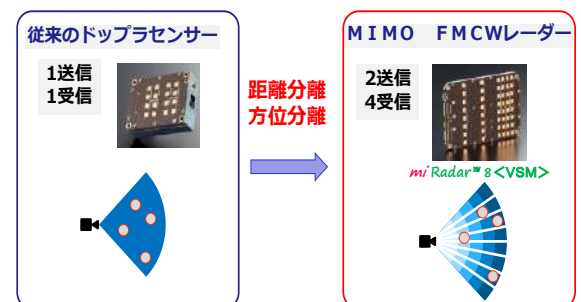 従来のドップラセンサー
1送信
1受信
距離分離
方位分離
ＭＩＭＯ　ＦＭＣＷレーダー
2送信
4受信
miRadar™ 8<VSM>